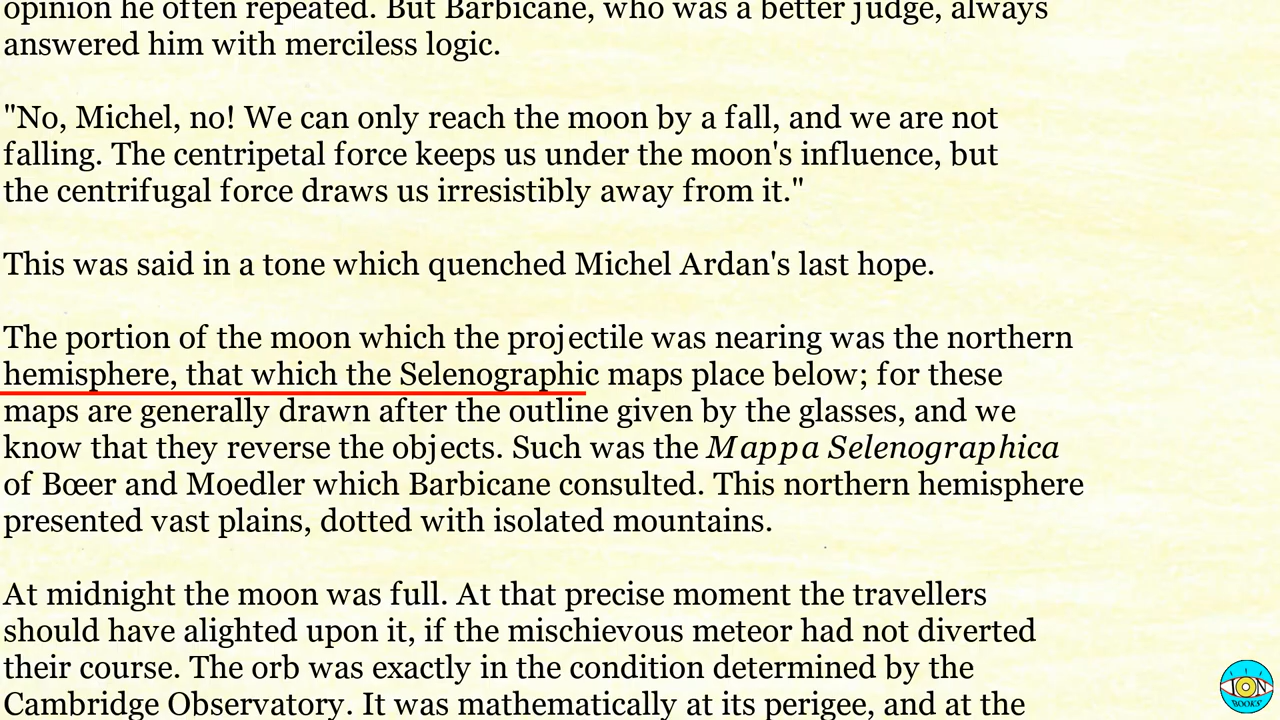 opinion he often repeated. But Barbicane, who was a better judge, always
answered him with merciless logic.
"No, Michel, no! We can only reach the moon by a fall, and we are not
falling. The centripetal force keeps us under the moon's influence, but
the centrifugal force draws us irresistibly away from it."
This was said in a tone which quenched Michel Ardan's last hope.
The portion of the moon which the projectile was nearing was the northern
hemisphere, that which the Selenographic maps place below; for these
maps are generally drawn after the outline given by the glasses, and we
know that they reverse the objects. Such was the Mappa Selenographica
of Bœer and Moedler which Barbicane consulted. This northern hemisphere
presented vast plains, dotted with isolated mountains.
At midnight the moon was full. At that precise moment the travellers
should have alighted upon it, if the mischievous meteor had not diverted
their course. The orb was exactly in the condition determined by the
Cambridge Observatory. It was mathematically at its perigee, and at the
ION
BOOKS